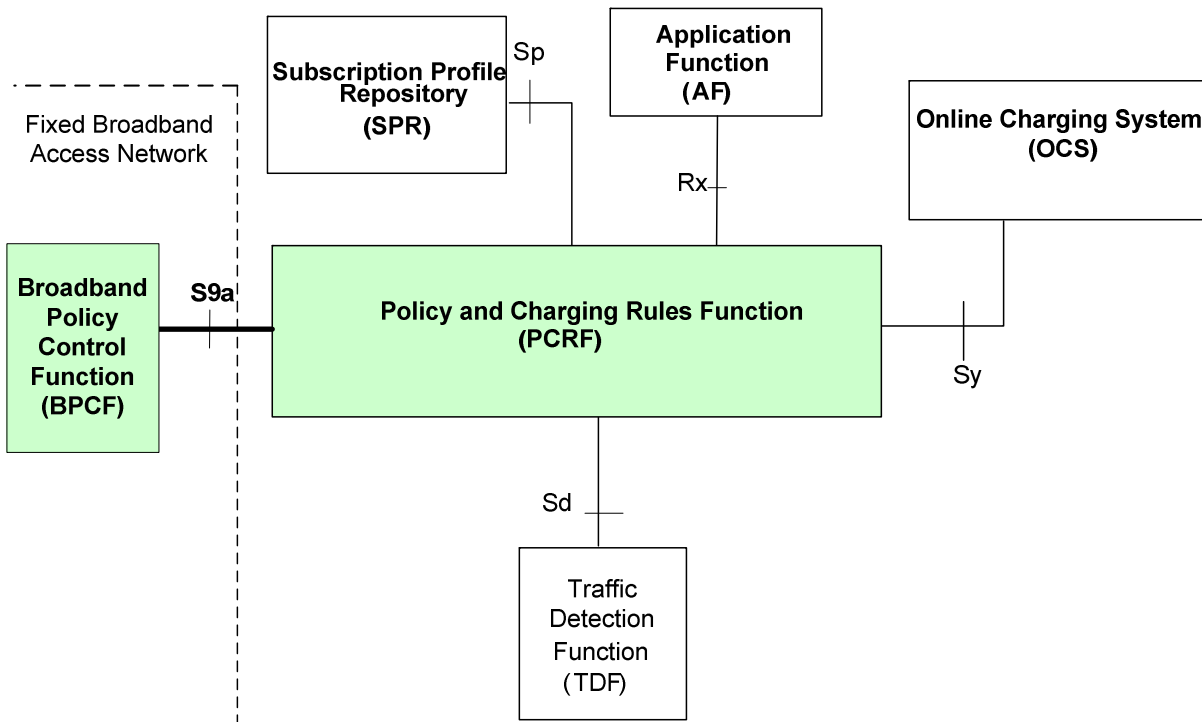 Subscription Profile
Repository
(SPR)
Sp
Application
Function
(AF)
Online Charging System
(OCS)
Fixed Broadband
Access Network
Rx
Broadband
Policy
Control
Function
(BPCF)
S9a
Policy and Charging Rules Function
(PCRF)
Sy
Sd
Traffic
Detection
Function
(TDF)